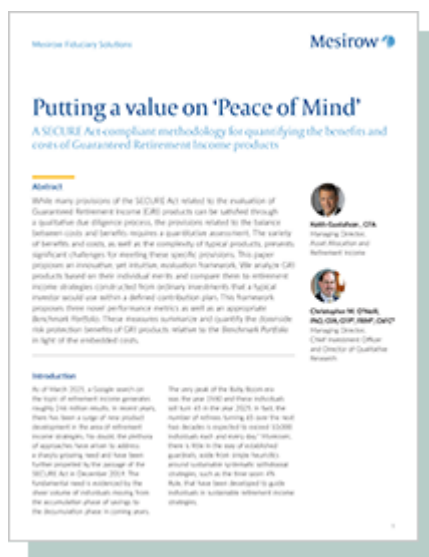 Mesirow Fiduciary Solutions
Mesirow
Putting a value on ‘Peace of Mind’
A SECURE Act-compliant methodology for quantifying the benefits and
costs of Guaranteed Retirement Income products
Abstract
While many provisions of the SECURE Act related to the evaluation of
Guaranteed Retirement Income (GRI) products can be satisfied through
a qualitative due diligence process, the provisions related to the balance
between costs and benefits requires a quantitative assessment. The variety
of benefits and costs, as well as the complexity of typical products, presents
significant challenges for meeting these specific provisions. This paper
proposes an innovative, yet intuitive, evaluation framework. We analyze GRI
products based on their individual merits and compare them to retirement
income strategies constructed from ordinary investments that a typical
investor would use within a defined contribution plan. This framework
proposes three novel performance metrics as well as an appropriate
Benchmark Portfolio. These measures summarize and quantify the downside
risk protection benefits of GRI products relative to the Benchmark Portfolio
in light of the embedded costs.
Keith Gustafson, CFA
Managing Director,
Asset Allocation and
Retirement Income
Christopher W. O'Neill,
PhD, CFA,
Managing Director,
Chief Investment Officer
and Director of Qualitative
Research
Introduction
As of March 2025, a Google search on
the topic of retirement income generates
roughly 246 million results. In recent years,
there has been a surge of new product
development in the area of retirement
income strategies. No doubt, the plethora
of approaches have arisen to address
a sharply growing need and have been
further propelled by the passage of the
SECURE Act in December 2019. The
fundamental need is evidenced by the
sheer volume of individuals moving from
the accumulation phase of savings to
the decumulation phase in coming years.
The very peak of the Baby Boom era
was the year 1960 and these individuals
will turn 65 in the year 2025. In fact, the
number of retirees turning 65 over the next
two decades is expected to exceed 10,000
individuals each and every day.¹ Moreover,
there is little in the way of established
guardrails, aside from simple heuristics
around sustainable systematic withdrawal
strategies, such as the time-worn 4%
Rule, that have been developed to guide
individuals in sustainable retirement income
strategies.